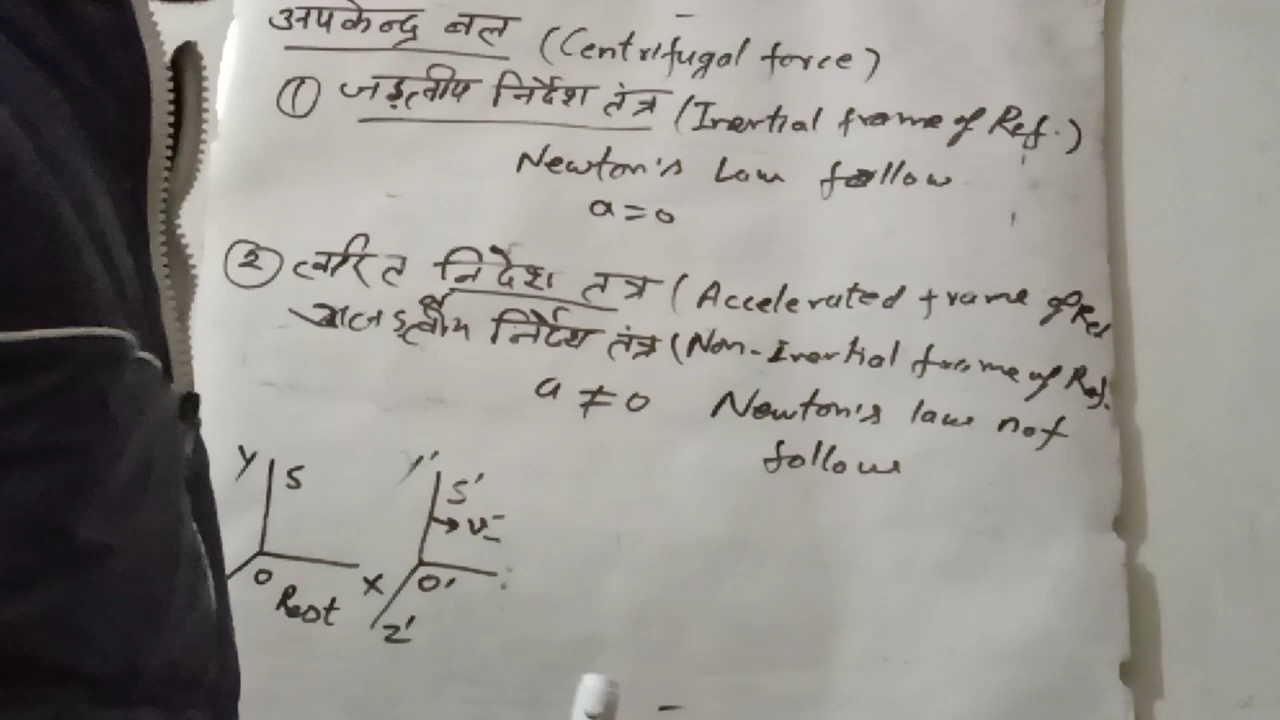 अपकेन्द्र बल (Centrifugal force)
① जड़त्वीय निर्देश तंत्र (Inertial frame of Ref.)
Newton's Law follow
a = 0
② त्वरित निर्देश तंत्र (Accelerated frame of Ref
अजड़त्वीय निर्देश तंत्र (Non-Inertial frame of Ref.
a ≠ 0 Newton's law not
follow
Y S Y' S'
→ v
O X O'
Rest Z'